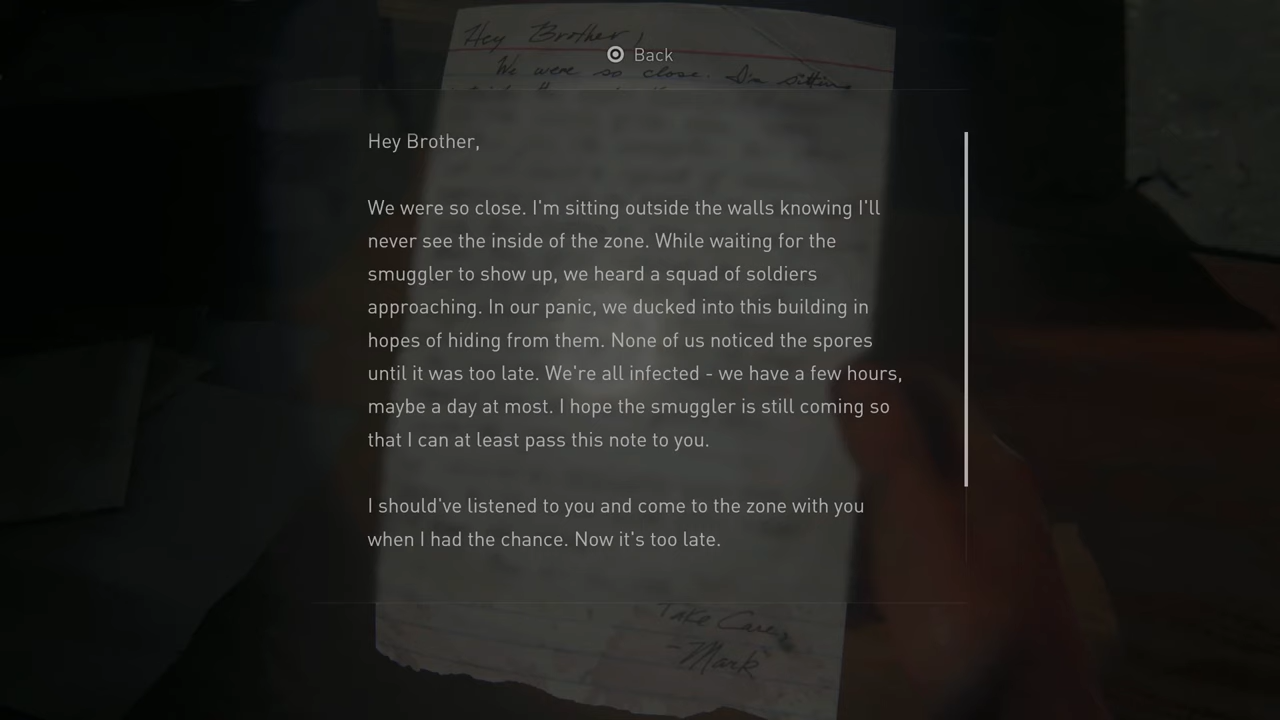 Hey Brother,
We were so close. I'm sitting
Back
Hey Brother,
We were so close. I'm sitting outside the walls knowing I'll
never see the inside of the zone. While waiting for the
smuggler to show up, we heard a squad of soldiers
approaching. In our panic, we ducked into this building in
hopes of hiding from them. None of us noticed the spores
until it was too late. We're all infected - we have a few hours,
maybe a day at most. I hope the smuggler is still coming so
that I can at least pass this note to you.
I should've listened to you and come to the zone with you
when I had the chance. Now it's too late.
Take Care,
-Mark